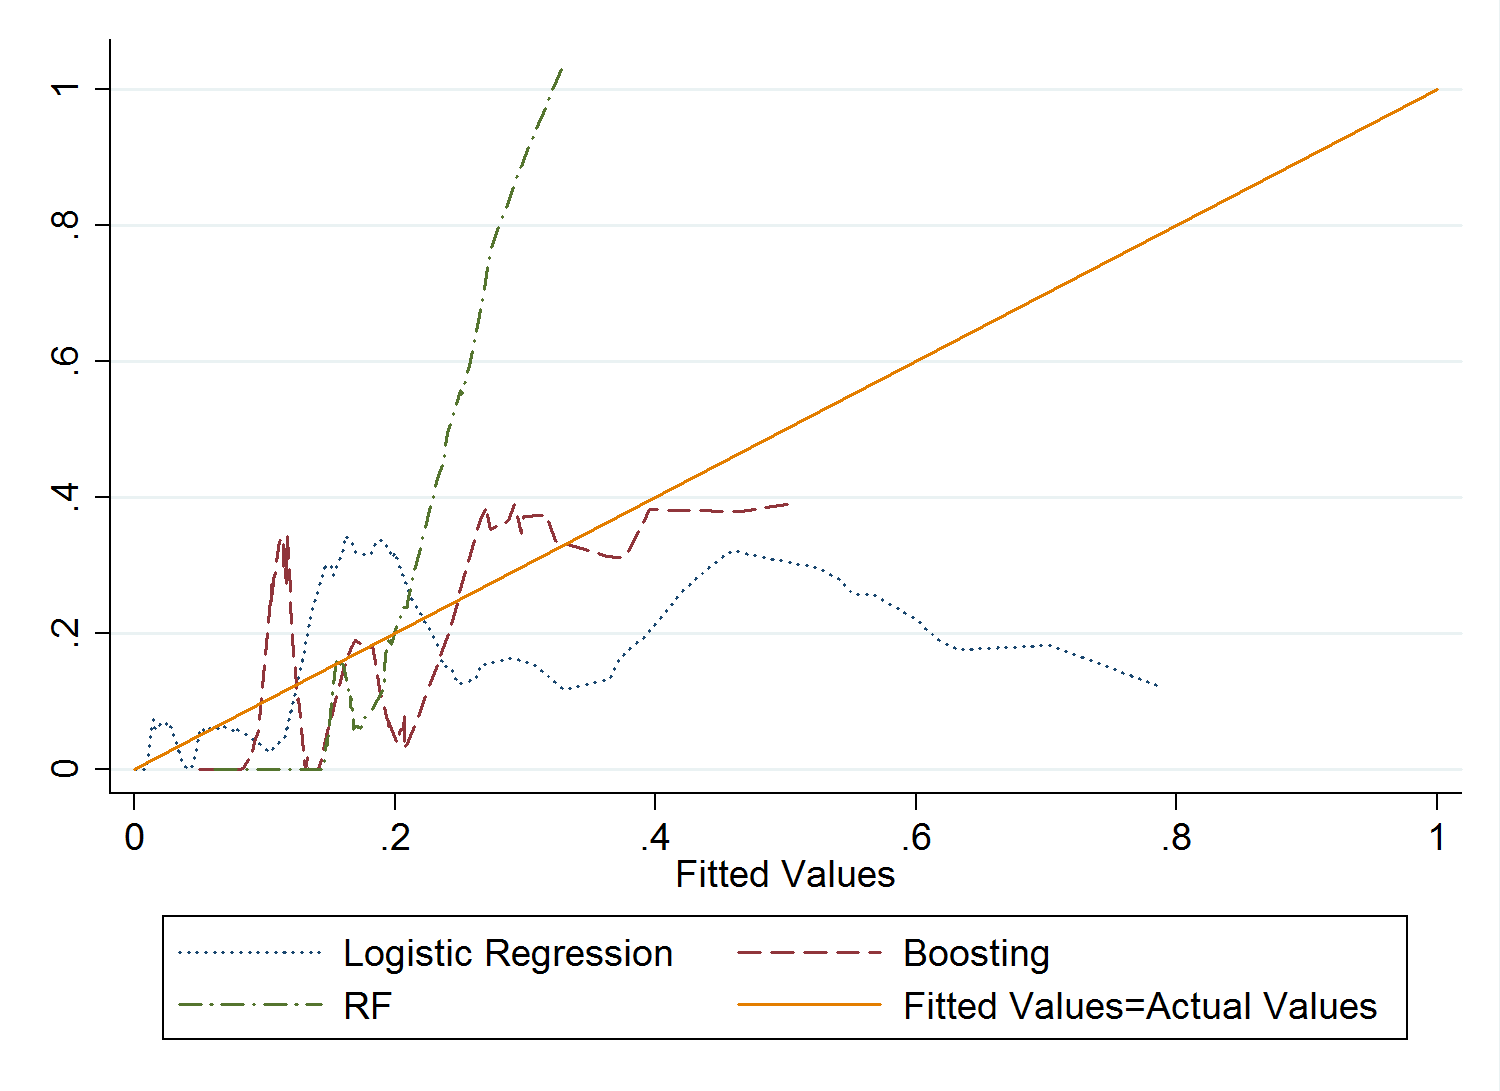 1
.8
.6
.4
.2
0
0 .2 .4 .6 .8 1
Fitted Values
Logistic Regression Boosting
RF Fitted Values=Actual Values